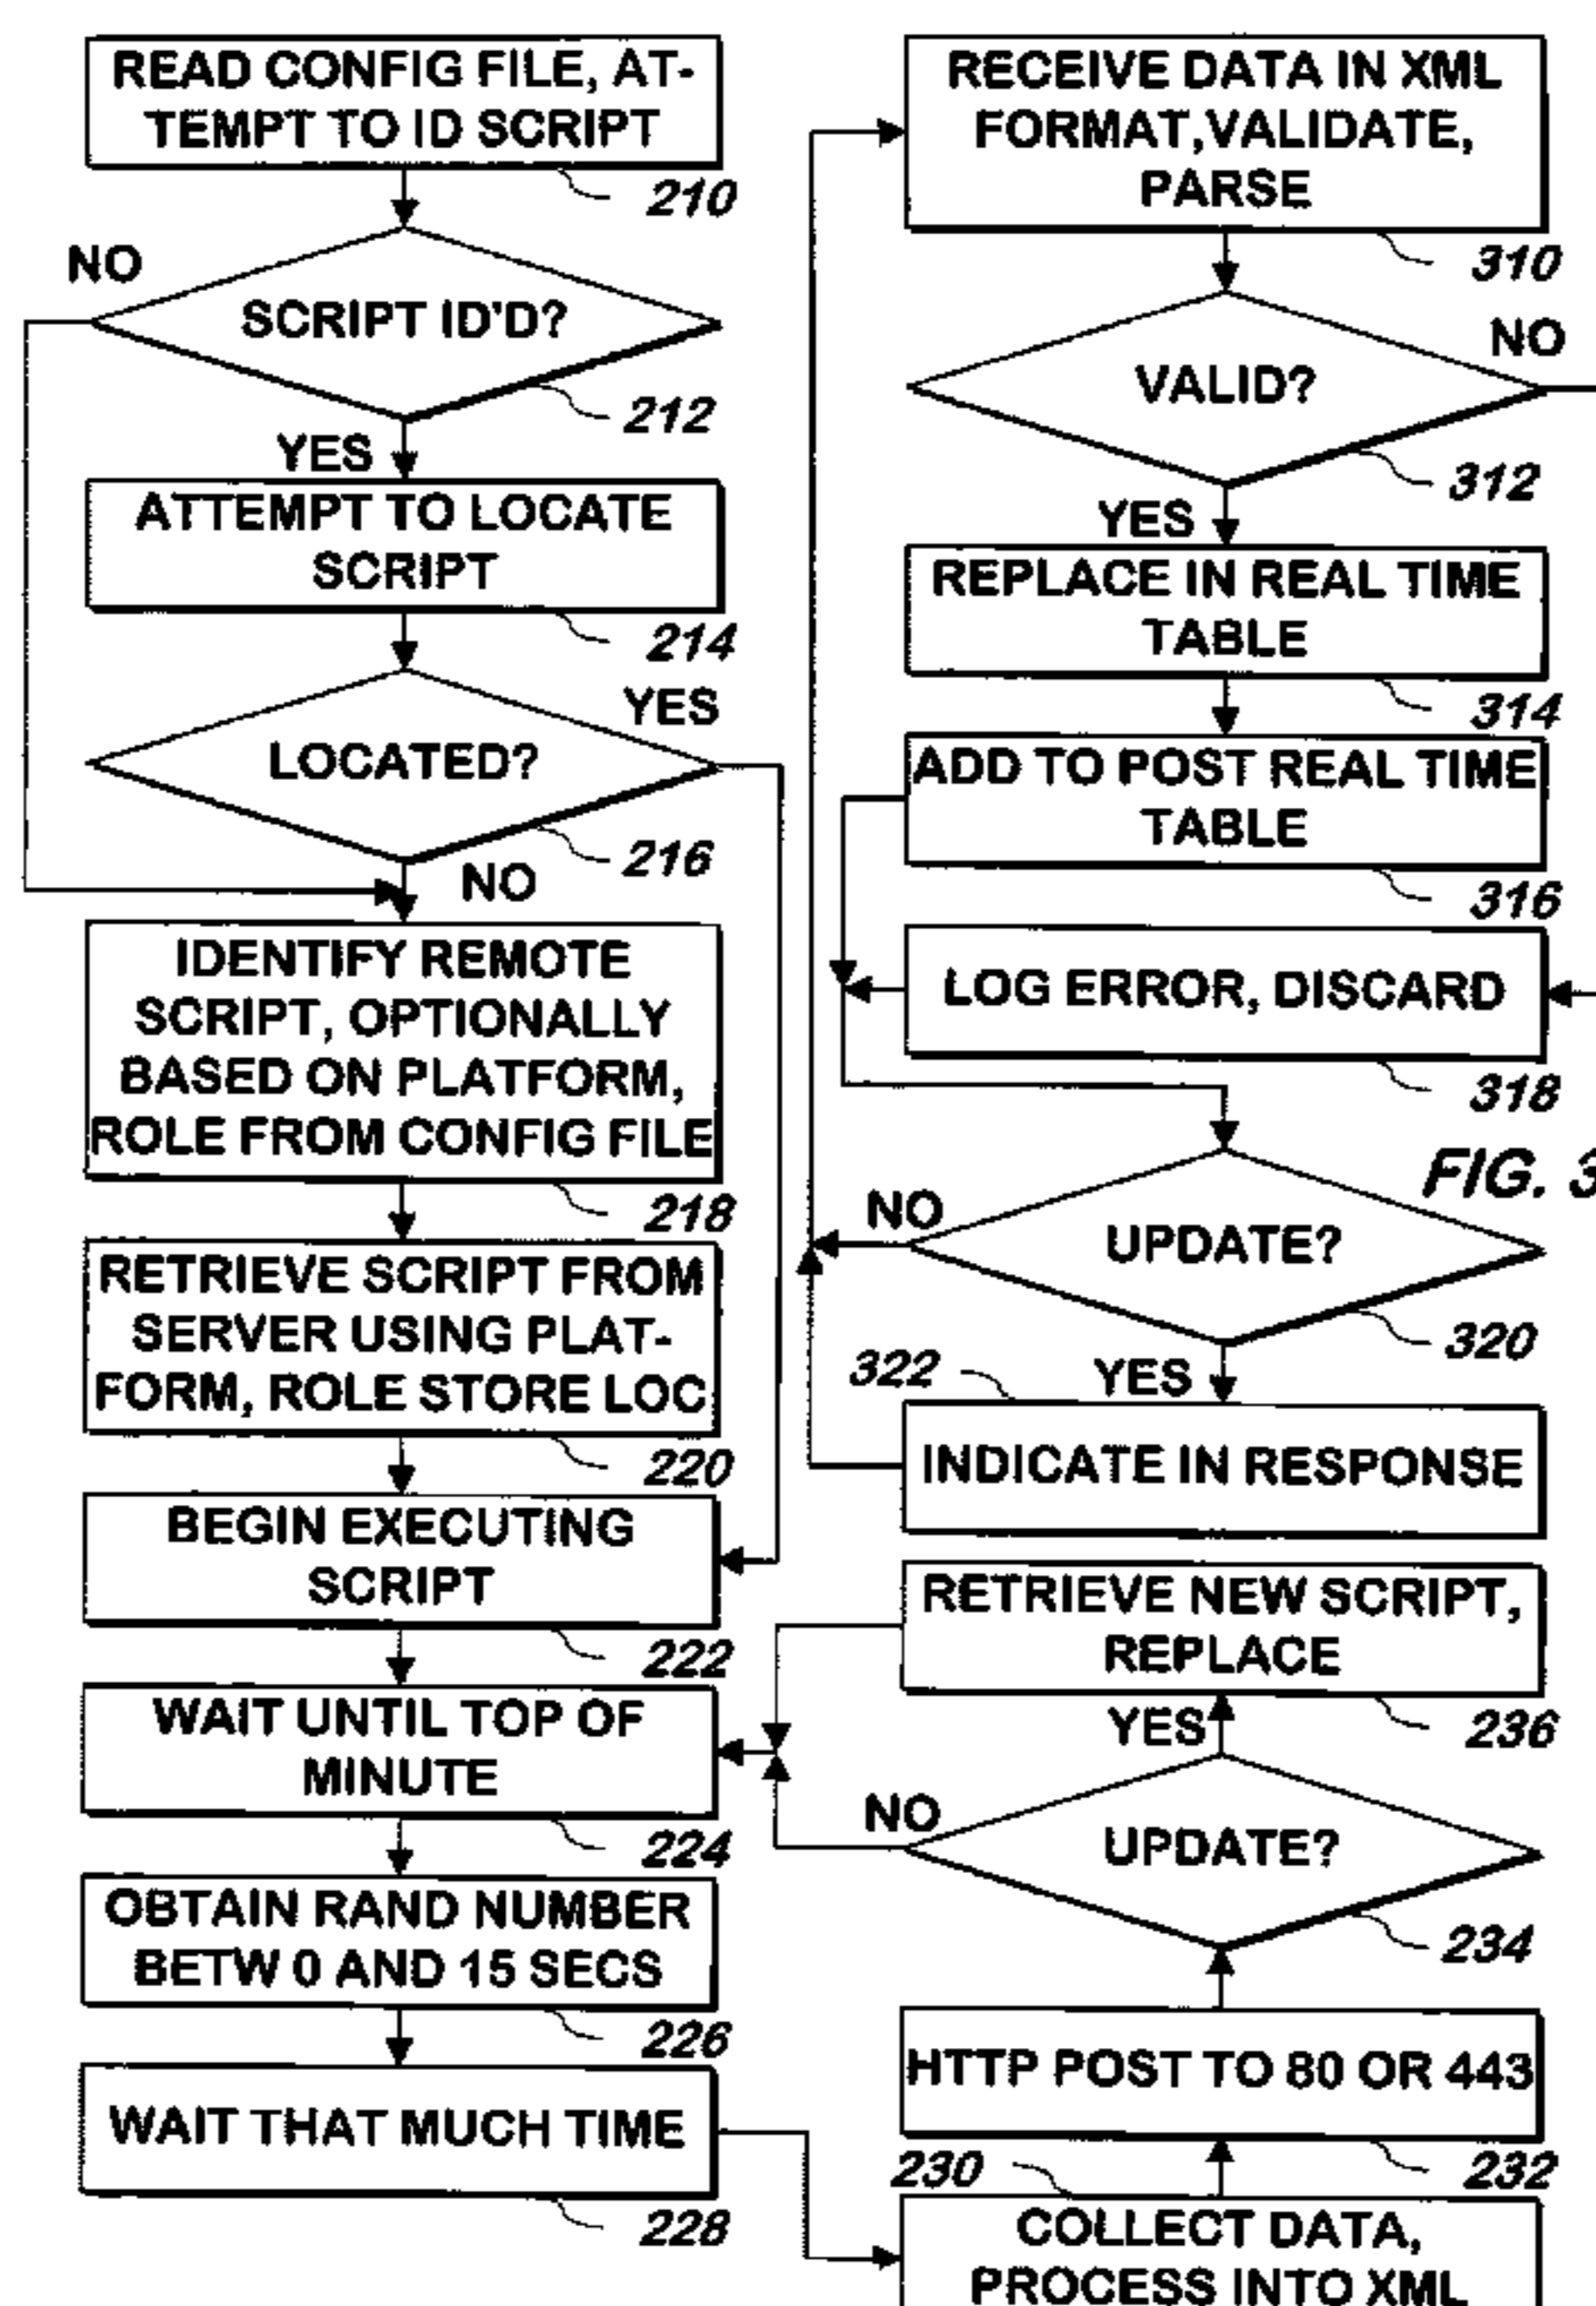 READ CONFIG FILE, AT-
TEMPT TO ID SCRIPT
210
NO
SCRIPT ID'D?
212
YES
ATTEMPT TO LOCATE
SCRIPT
214
YES
LOCATED?
216
NO
IDENTIFY REMOTE
SCRIPT, OPTIONALLY
BASED ON PLATFORM,
ROLE FROM CONFIG FILE
218
RETRIEVE SCRIPT FROM
SERVER USING PLAT-
FORM, ROLE STORE LOC
220
BEGIN EXECUTING
SCRIPT
222
WAIT UNTIL TOP OF
MINUTE
224
OBTAIN RAND NUMBER
BETW 0 AND 15 SECS
226
WAIT THAT MUCH TIME
228
RECEIVE DATA IN XML
FORMAT,VALIDATE,
PARSE
310
NO
VALID?
312
YES
REPLACE IN REAL TIME
TABLE
314
ADD TO POST REAL TIME
TABLE
316
LOG ERROR, DISCARD
318
FIG. 3
NO
UPDATE?
320
322
YES
INDICATE IN RESPONSE
RETRIEVE NEW SCRIPT,
REPLACE
236
YES
NO
UPDATE?
234
HTTP POST TO 80 OR 443
232
230
COLLECT DATA,
PROCESS INTO XML